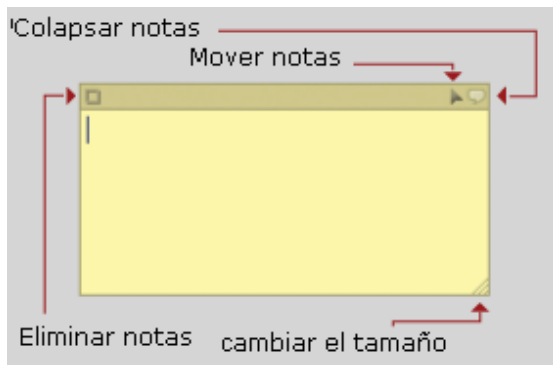 'Colapsar notas
Mover notas
Eliminar notas
cambiar el tamaño